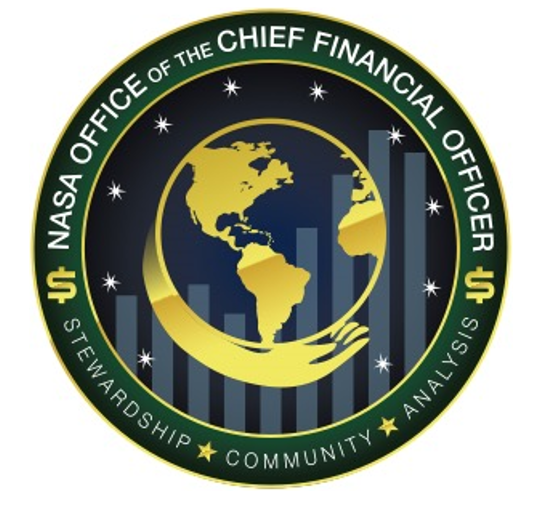 NASA OFFICE OF THE CHIEF FINANCIAL OFFICER
$ $
STEWARDSHIP ★ COMMUNITY ★ ANALYSIS